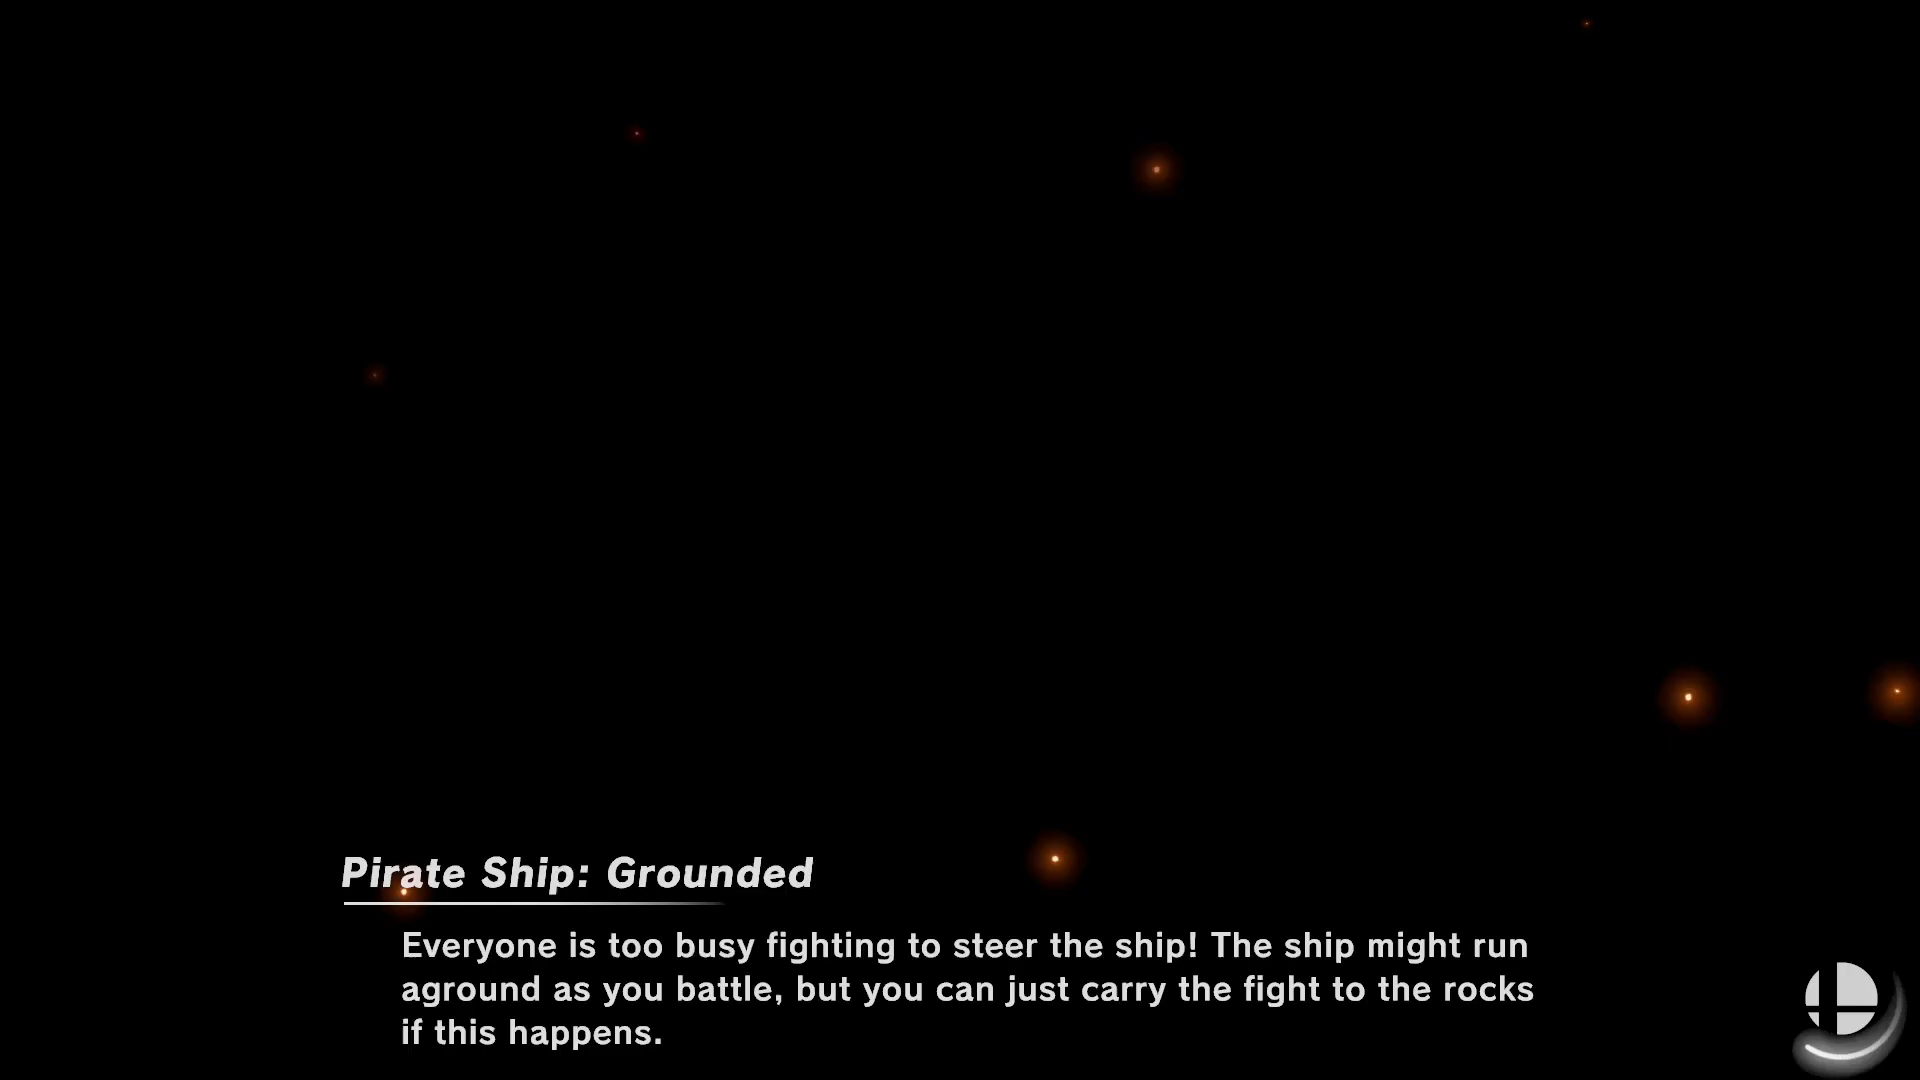 Pirate Ship: Grounded
Everyone is too busy fighting to steer the ship! The ship might run
aground as you battle, but you can just carry the fight to the rocks
if this happens.